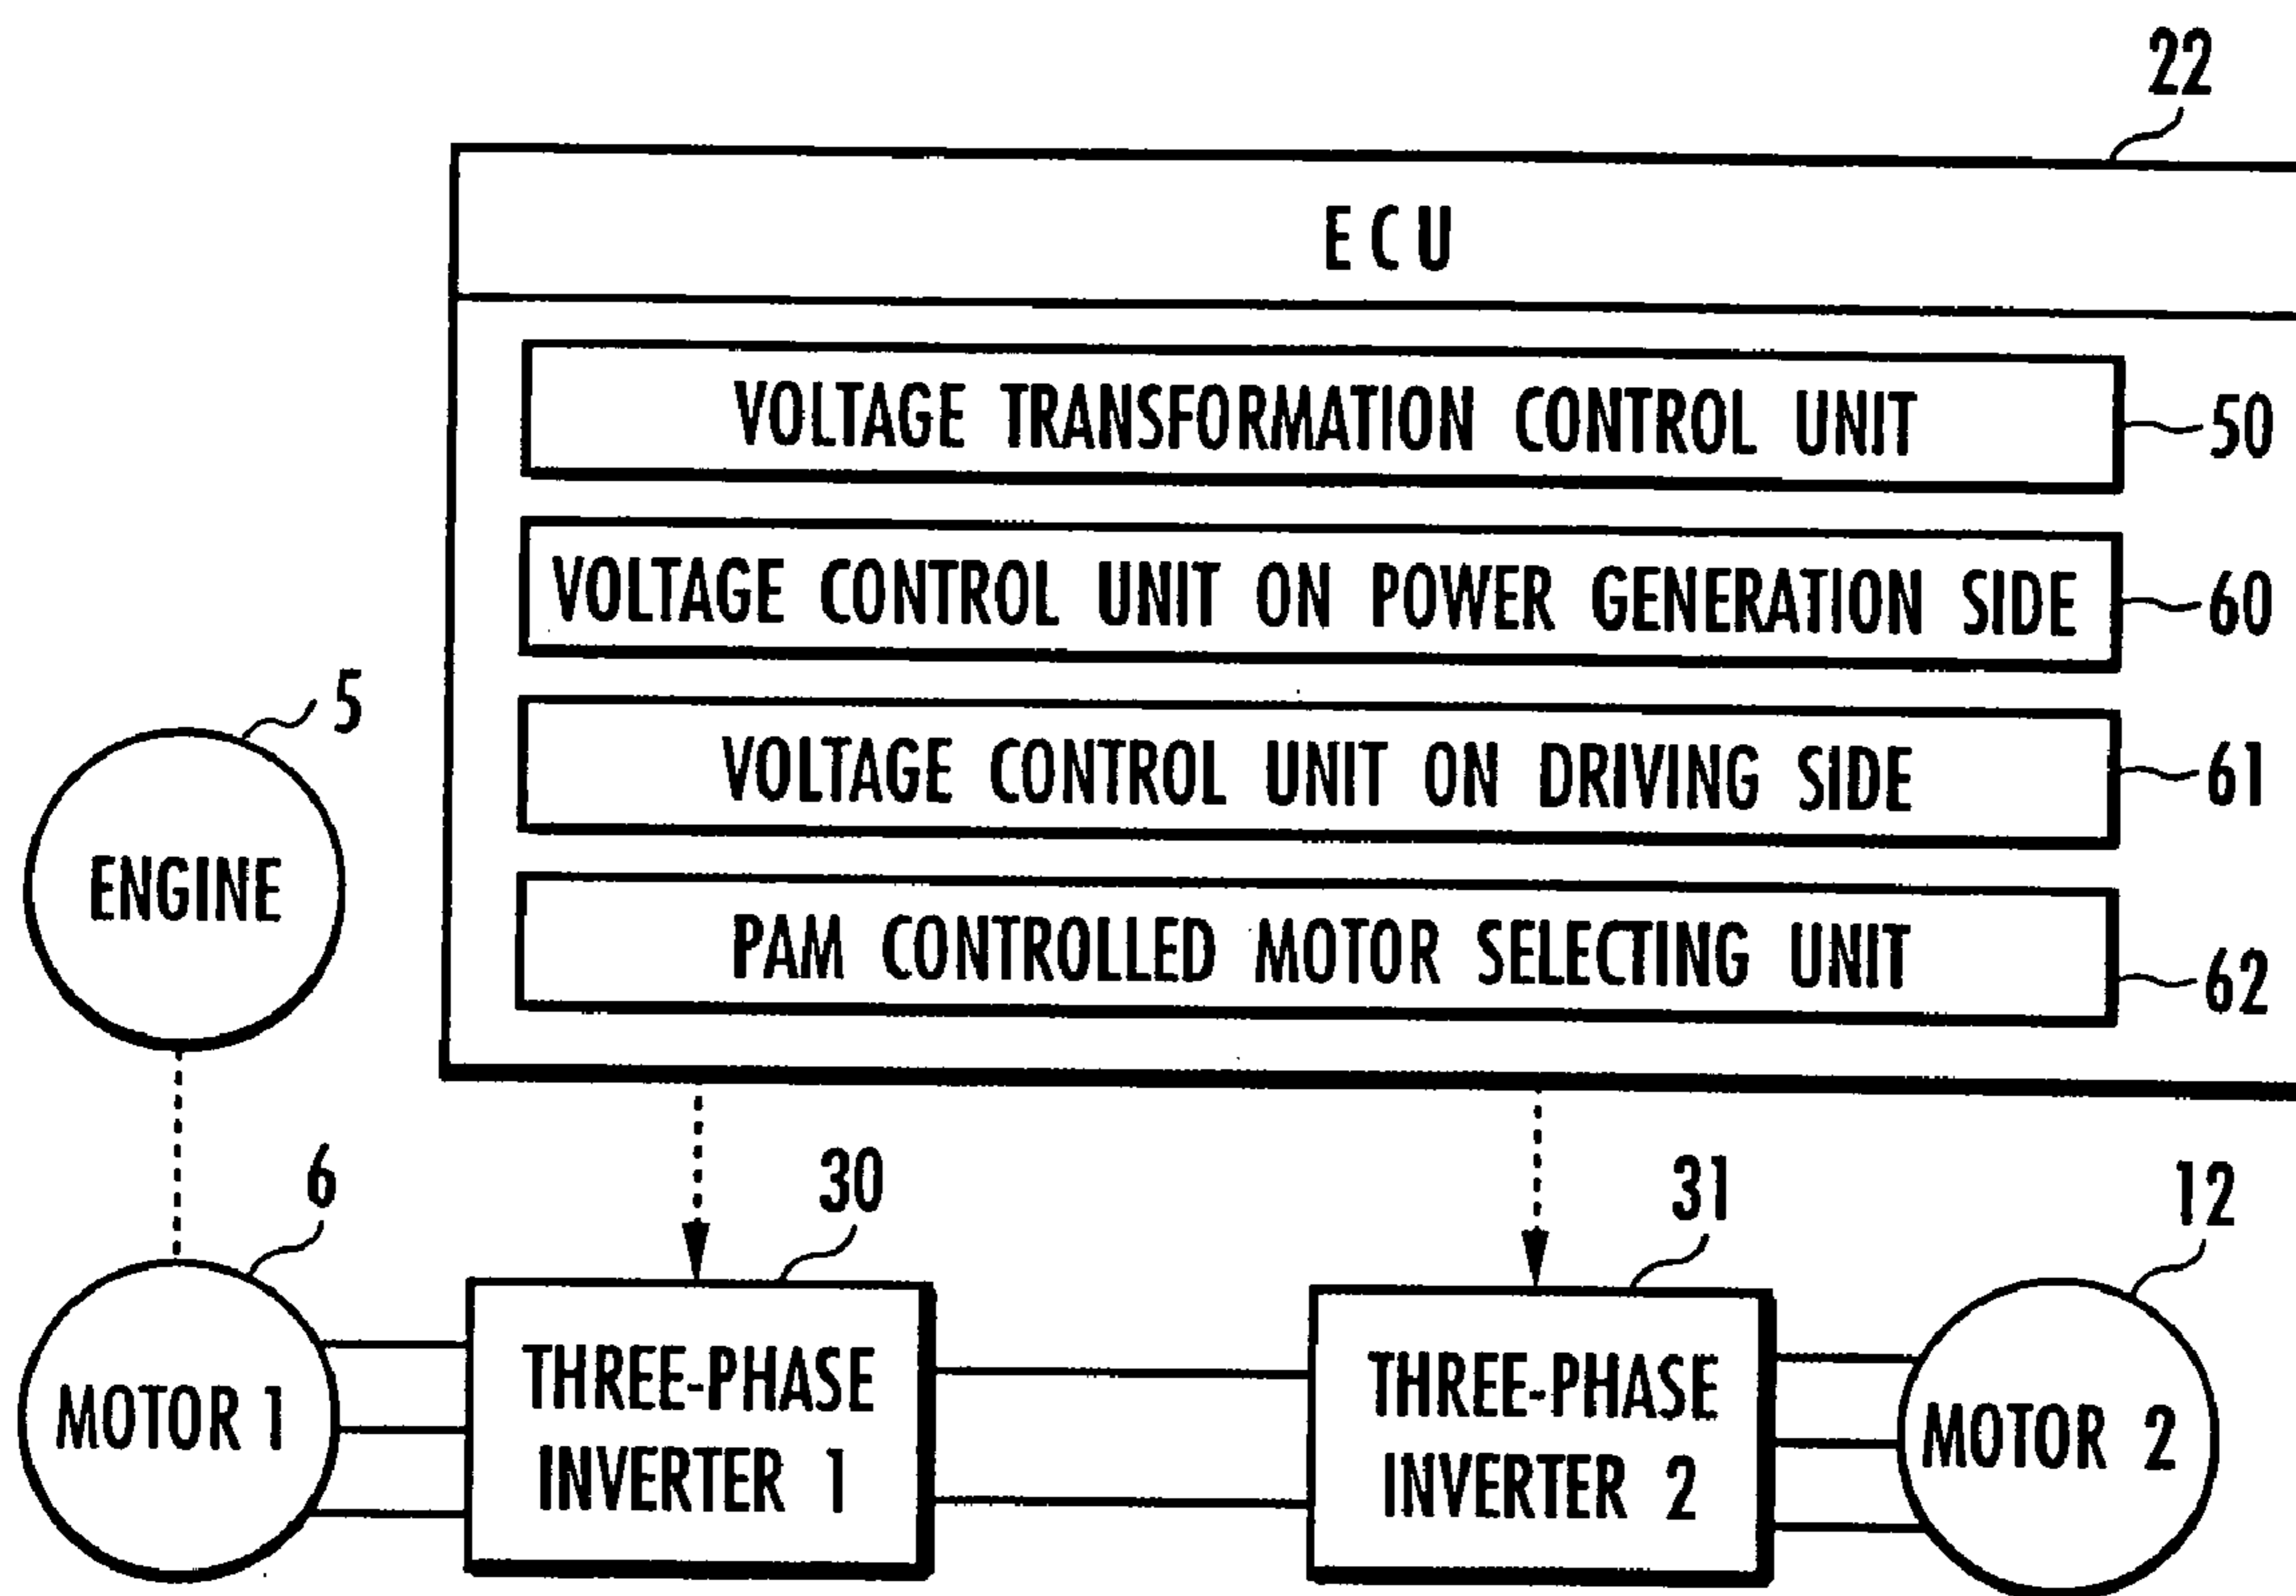 22
ECU
VOLTAGE TRANSFORMATION CONTROL UNIT
50
VOLTAGE CONTROL UNIT ON POWER GENERATION SIDE
60
VOLTAGE CONTROL UNIT ON DRIVING SIDE
61
PAM CONTROLLED MOTOR SELECTING UNIT
62
5
ENGINE
6
30
31
12
MOTOR 1
THREE-PHASE
INVERTER 1
THREE-PHASE
INVERTER 2
MOTOR 2